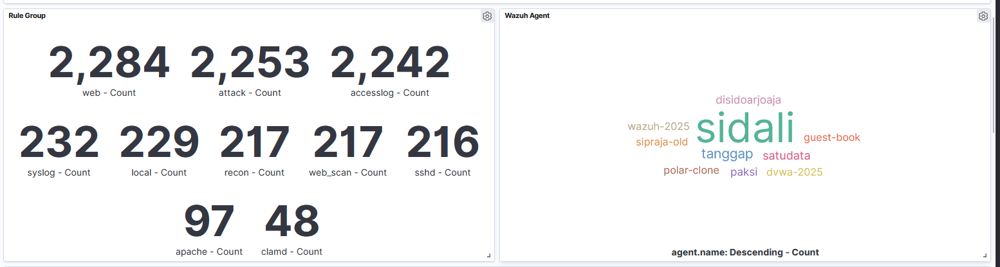 Rule Group
2,284 2,253 2,242
web - Count attack - Count accesslog - Count
232 229 217 217 216
syslog - Count local - Count recon - Count web_scan - Count sshd - Count
97 48
apache - Count clamd - Count
Wazuh Agent
disidoarjoaja
wazuh-2025 sidali
sipraja-old guest-book
tanggap satudata
polar-clone paksi dvwa-2025
agent.name: Descending - Count